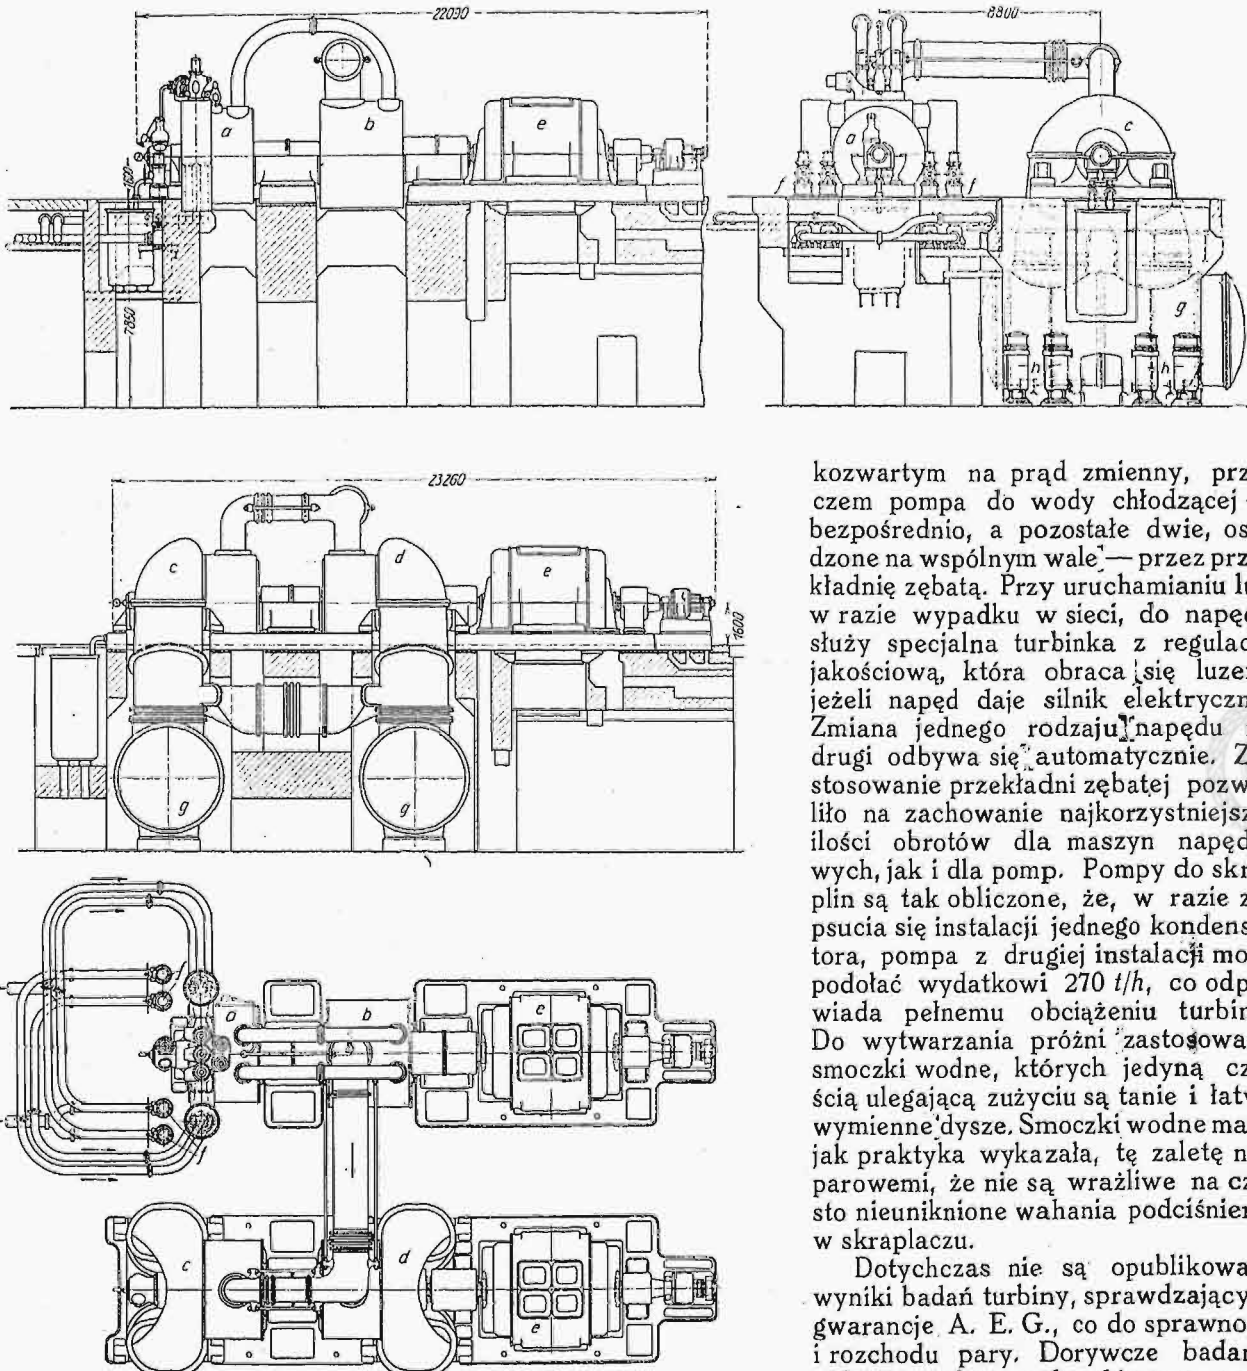 22090
a
b
e
1620
7850
8800
a
c
f
f
g
h
h
23260
c
d
e
1600
g
g
a
b
e
f
c
d
e
kozwartym na prąd zmienny, prz
czem pompa do wody chłodzącej
bezpośrednio, a pozostałe dwie, os
dzone na wspólnym wale — przez prz
kładnię zębatą. Przy uruchamianiu lu
w razie wypadku w sieci, do napęd
służy specjalna turbinka z regulac
jakościową, która obraca się luze
jeżeli napęd daje silnik elektryczn
Zmiana jednego rodzaju napędu
drugi odbywa się automatycznie. Z
stosowanie przekładni zębatej pozw
liło na zachowanie najkorzystniejsz
ilości obrotów dla maszyn napęd
wych, jak i dla pomp. Pompy do skr
plin są tak obliczone, że, w razie z
psucia się instalacji jednego kondens
tora, pompa z drugiej instalacji mo
podołać wydatkowi 270 t/h, co odp
wiada pełnemu obciążeniu turbin
Do wytwarzania próżni zastosowa
smoczki wodne, których jedyną cz
ścią ulegającą zużyciu są tanie i łatw
wymienne dysze. Smoczki wodne ma
jak praktyka wykazała, tę zaletę n
parowemi, że nie są wrażliwe na cz
sto nieuniknione wahania podciśnien
w skraplaczu.
Dotychczas nie są opublikowa
wyniki badań turbiny, sprawdzający
gwarancje A. E. G., co do sprawno
i rozchodu pary. Dorywcze badan